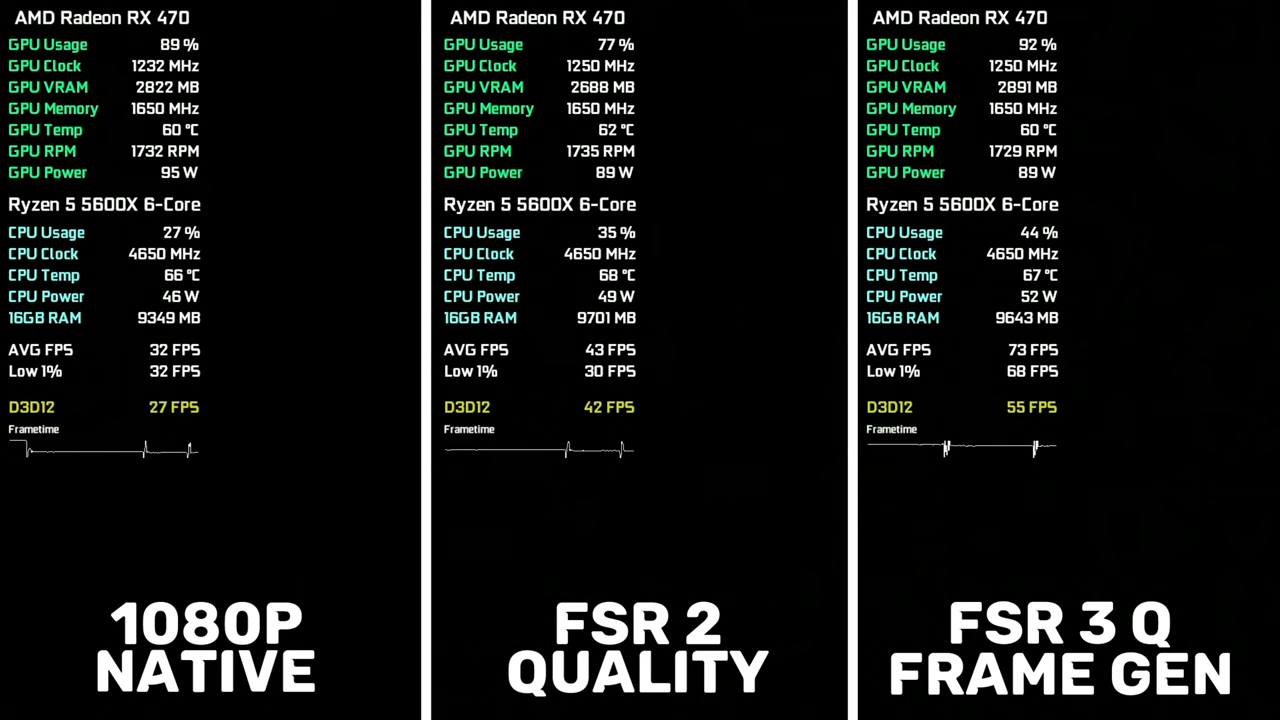 AMD Radeon RX 470
GPU Usage 89 %
GPU Clock 1232 MHz
GPU VRAM 2822 MB
GPU Memory 1650 MHz
GPU Temp 60 °C
GPU RPM 1732 RPM
GPU Power 95 W
Ryzen 5 5600X 6-Core
CPU Usage 27 %
CPU Clock 4650 MHz
CPU Temp 66 °C
CPU Power 46 W
16GB RAM 9349 MB
AVG FPS 32 FPS
Low 1% 32 FPS
D3D12 27 FPS
Frametime
1080P
NATIVE
AMD Radeon RX 470
GPU Usage 77 %
GPU Clock 1250 MHz
GPU VRAM 2688 MB
GPU Memory 1650 MHz
GPU Temp 62 °C
GPU RPM 1735 RPM
GPU Power 89 W
Ryzen 5 5600X 6-Core
CPU Usage 35 %
CPU Clock 4650 MHz
CPU Temp 68 °C
CPU Power 49 W
16GB RAM 9701 MB
AVG FPS 43 FPS
Low 1% 30 FPS
D3D12 42 FPS
Frametime
FSR 2
QUALITY
AMD Radeon RX 470
GPU Usage 92 %
GPU Clock 1250 MHz
GPU VRAM 2891 MB
GPU Memory 1650 MHz
GPU Temp 60 °C
GPU RPM 1729 RPM
GPU Power 89 W
Ryzen 5 5600X 6-Core
CPU Usage 44 %
CPU Clock 4650 MHz
CPU Temp 67 °C
CPU Power 52 W
16GB RAM 9643 MB
AVG FPS 73 FPS
Low 1% 68 FPS
D3D12 55 FPS
Frametime
FSR 3 Q
FRAME GEN